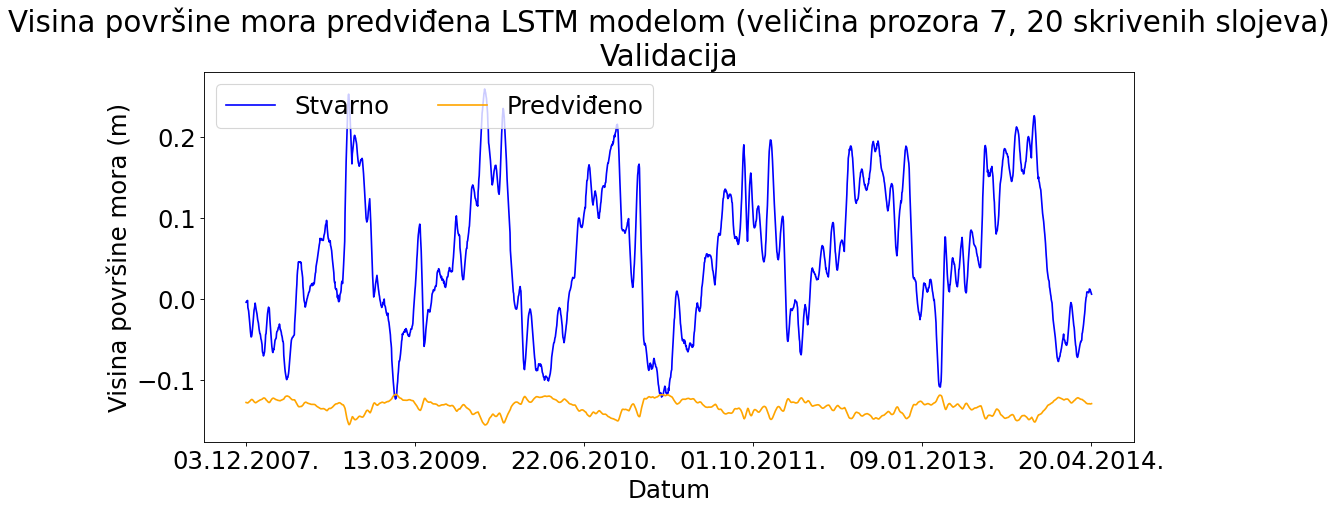 Visina površine mora predviđena LSTM modelom (veličina prozora 7, 20 skrivenih slojeva)
Validacija
Stvarno Predviđeno
Visina površine mora (m)
0.2
0.1
0.0
−0.1
03.12.2007. 13.03.2009. 22.06.2010. 01.10.2011. 09.01.2013. 20.04.2014.
Datum